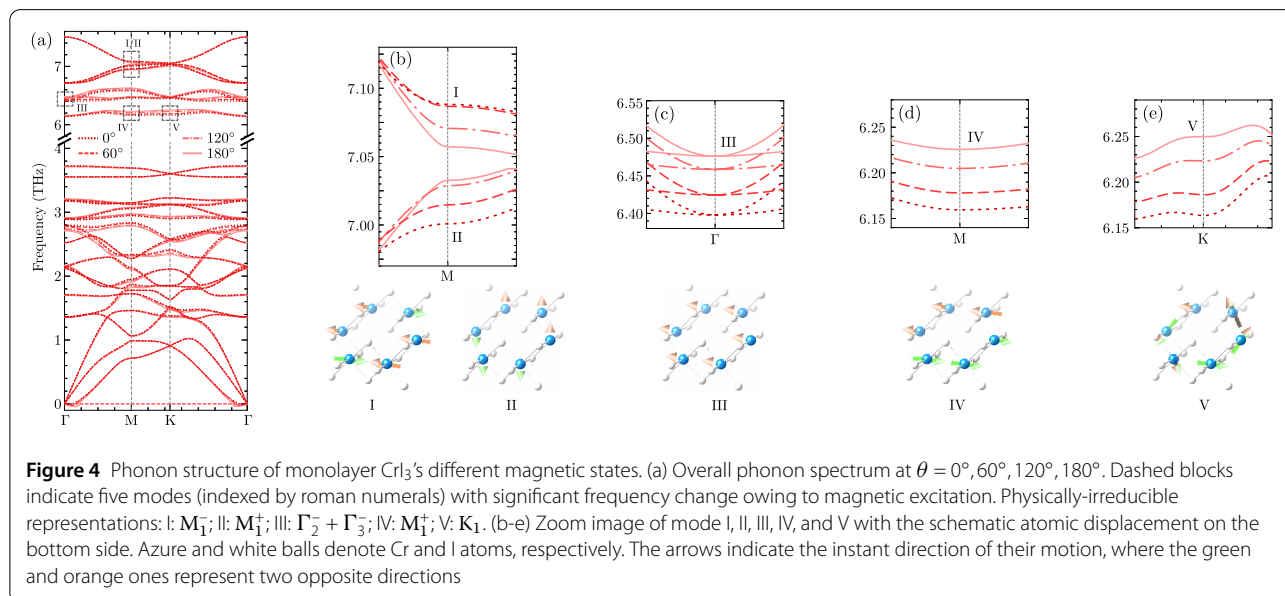 (a)
I/II
7
III
6
IV
V
0°
120°
60°
180°
4
3
2
1
0
Frequency (THz)
Γ
M
K
Γ
(b)
7.10
7.05
7.00
I
II
M
(c)
6.55
6.50
6.45
6.40
III
Γ
(d)
6.25
6.20
6.15
IV
M
(e)
6.30
6.25
6.20
6.15
V
K
I
II
III
IV
V
Figure 4 Phonon structure of monolayer CrI₃'s different magnetic states. (a) Overall phonon spectrum at θ = 0°, 60°, 120°, 180°. Dashed blocks
indicate five modes (indexed by roman numerals) with significant frequency change owing to magnetic excitation. Physically-irreducible
representations: I: M₁⁻; II: M₁⁺; III: Γ₂⁻ + Γ₃⁻; IV: M₁⁺; V: K₁. (b-e) Zoom image of mode I, II, III, IV, and V with the schematic atomic displacement on the
bottom side. Azure and white balls denote Cr and I atoms, respectively. The arrows indicate the instant direction of their motion, where the green
and orange ones represent two opposite directions